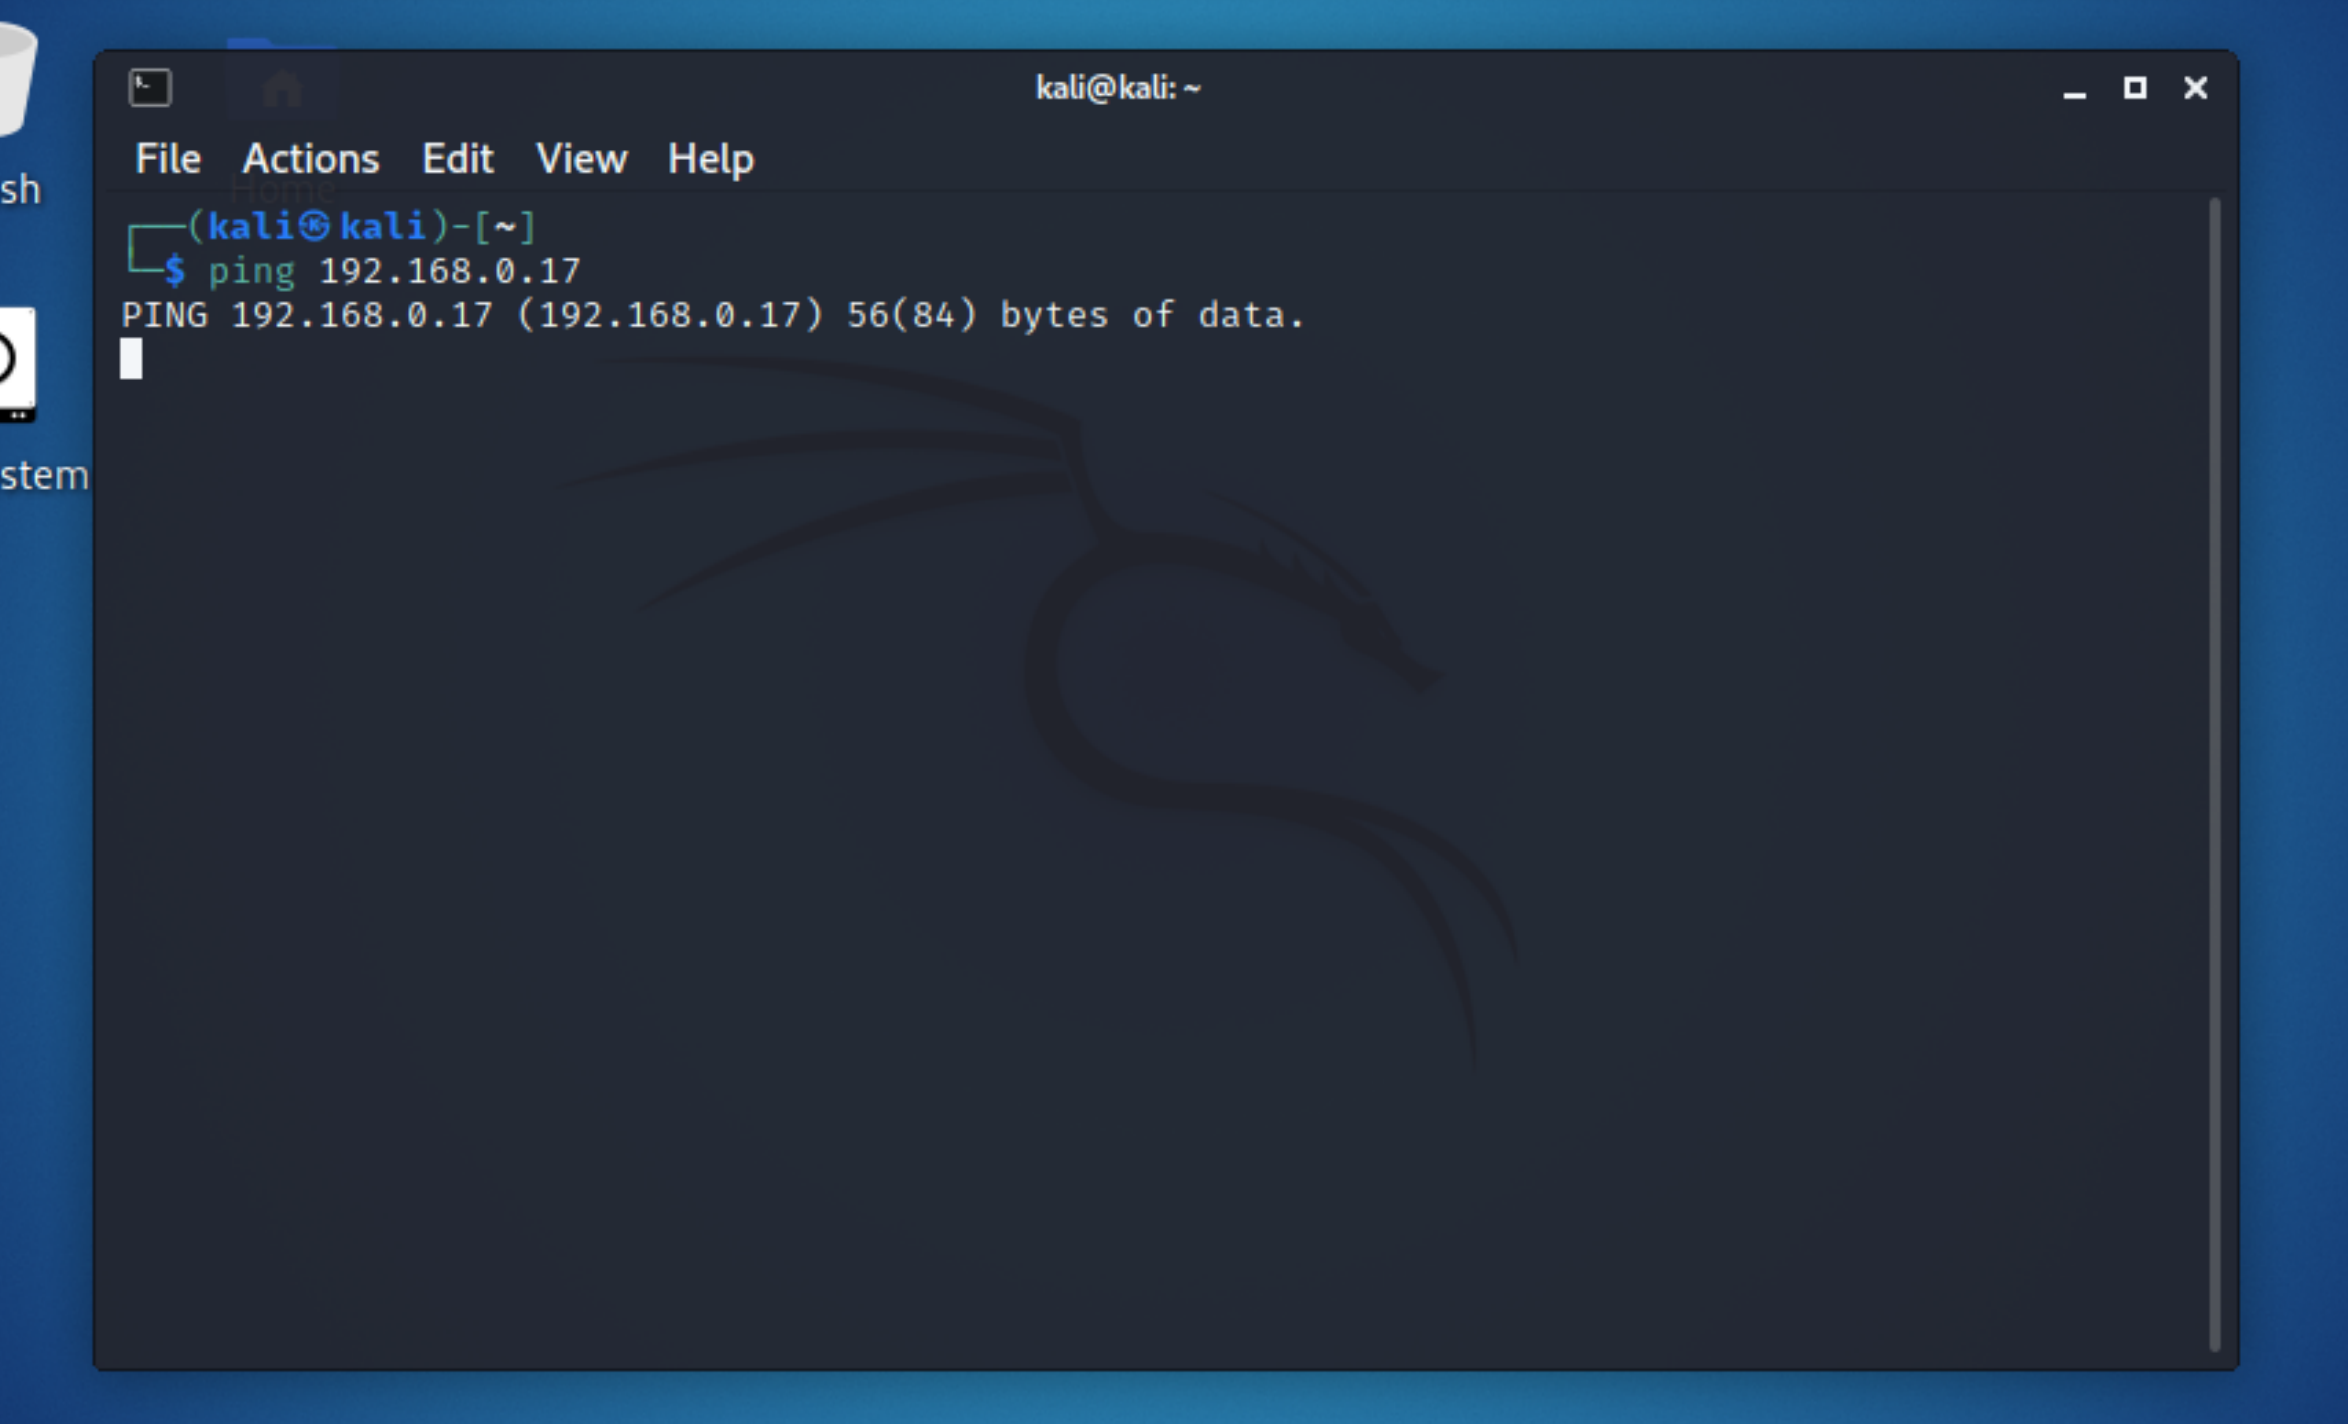 kali@kali: ~
File Actions Edit View Help
Home
sh
┌──(kali㉿kali)-[~]
└─$ ping 192.168.0.17
PING 192.168.0.17 (192.168.0.17) 56(84) bytes of data.
stem